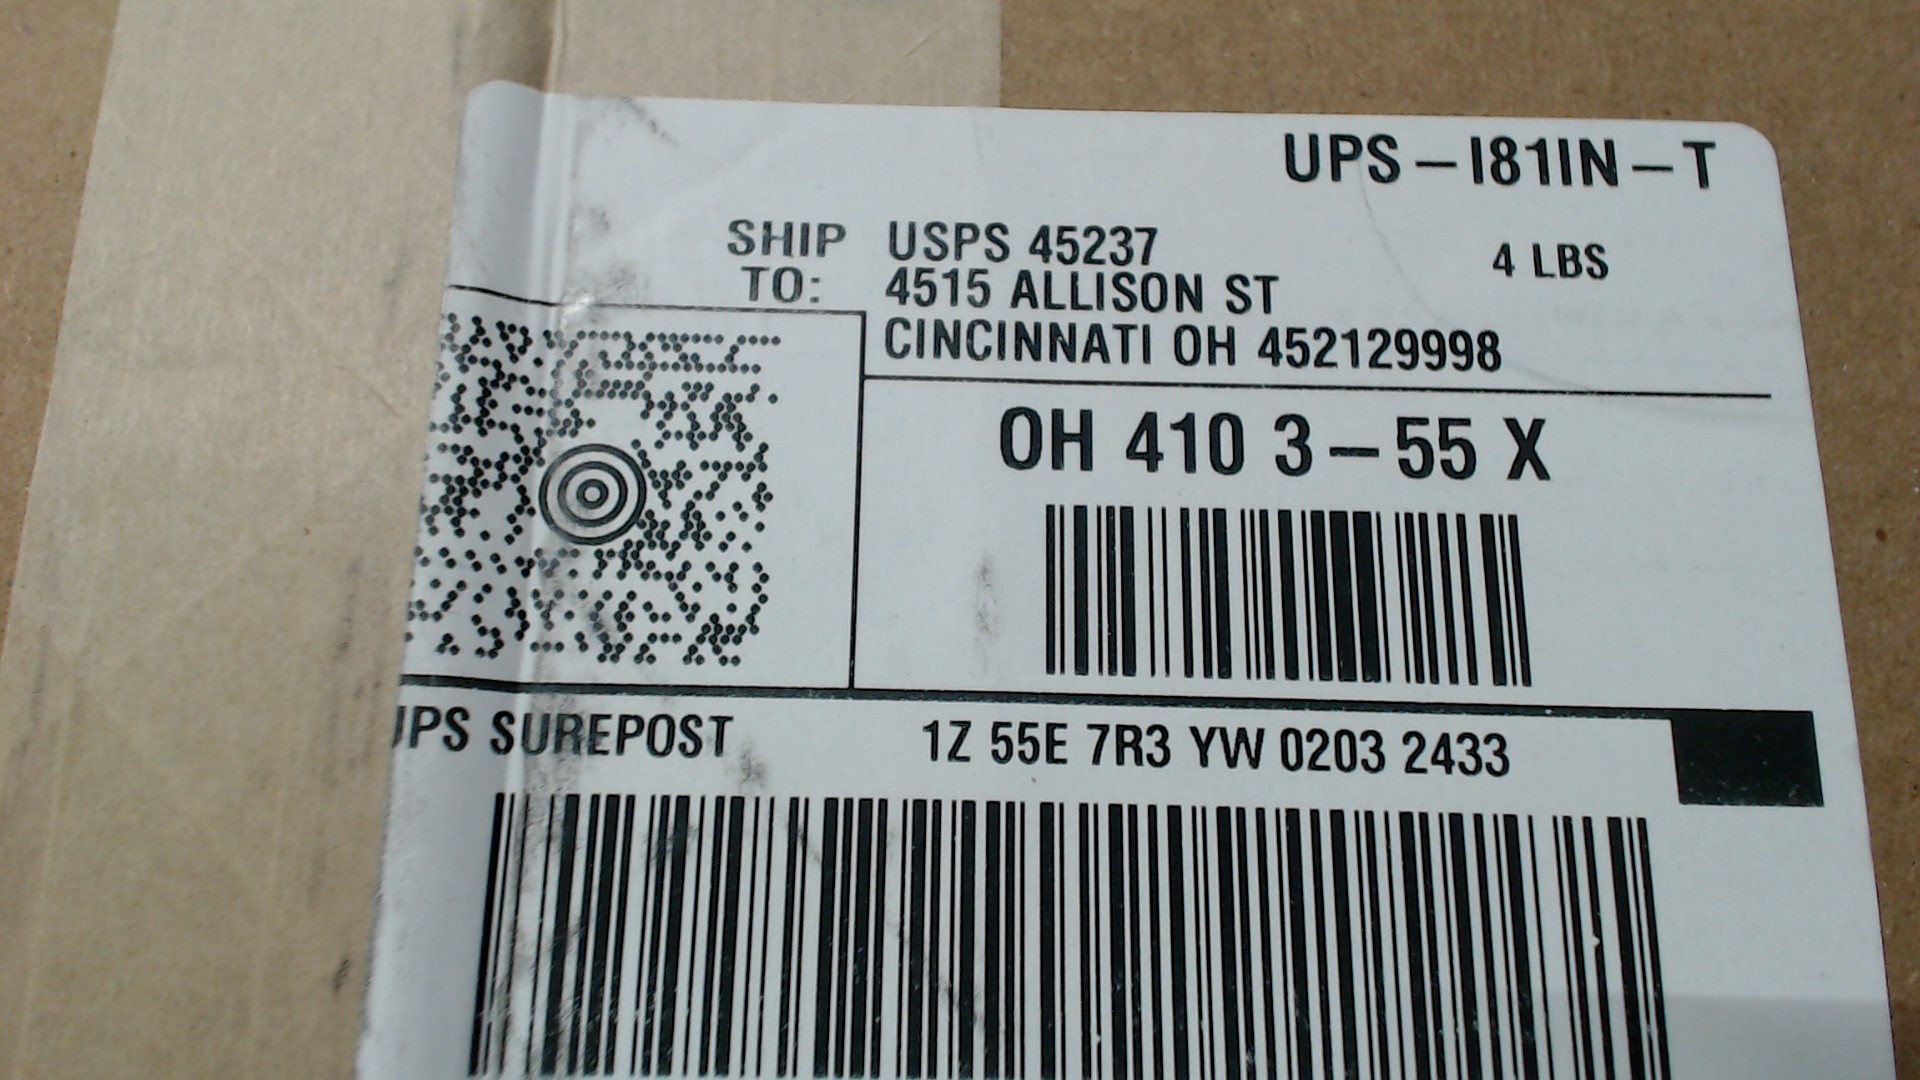 UPS – I81IN – T
SHIP TO: USPS 45237
4515 ALLISON ST
CINCINNATI OH 452129998
4 LBS
OH 410 3 – 55 X
UPS SUREPOST
1Z 55E 7R3 YW 0203 2433